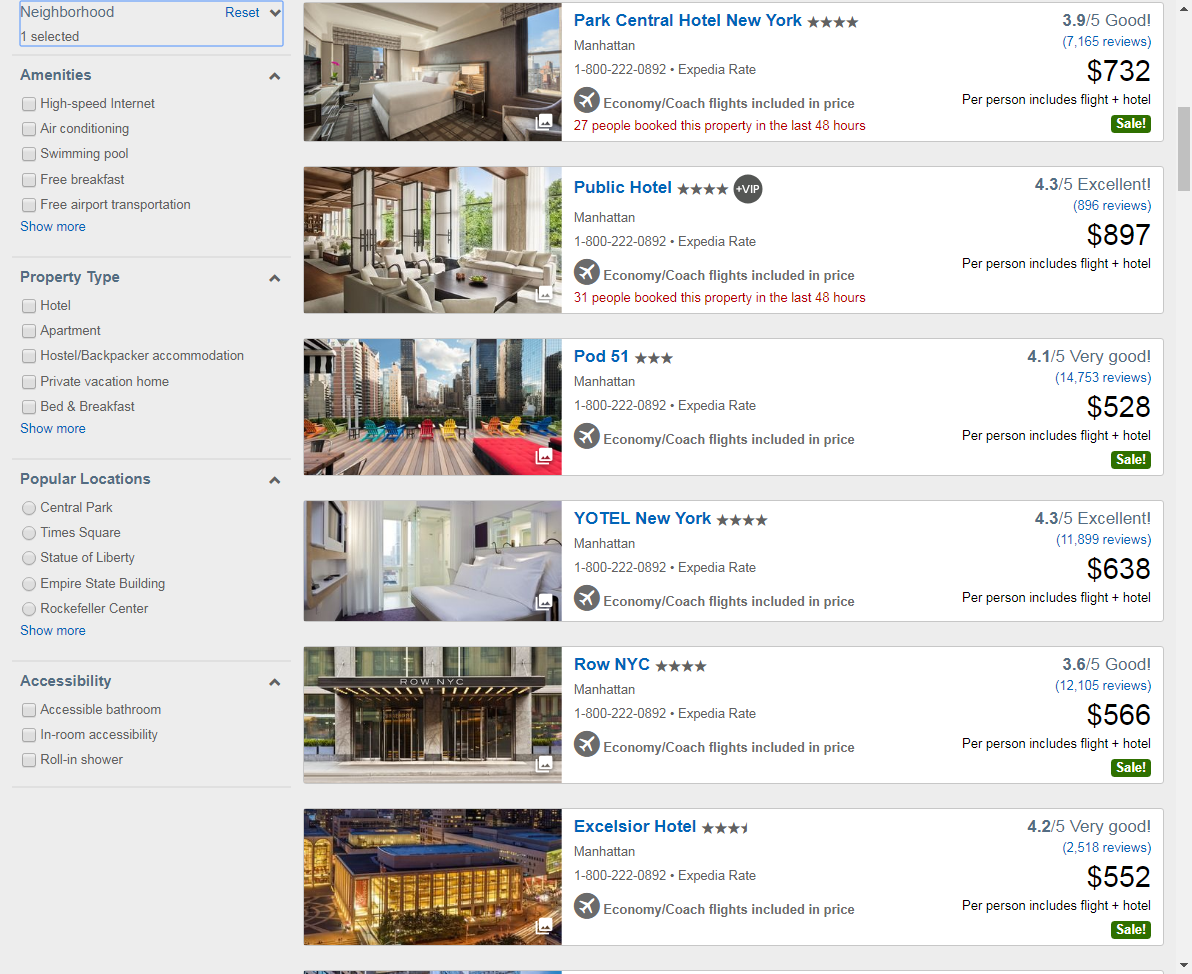 Neighborhood Reset
1 selected
Amenities
High-speed Internet
Air conditioning
Swimming pool
Free breakfast
Free airport transportation
Show more
Property Type
Hotel
Apartment
Hostel/Backpacker accommodation
Private vacation home
Bed & Breakfast
Show more
Popular Locations
Central Park
Times Square
Statue of Liberty
Empire State Building
Rockefeller Center
Show more
Accessibility
Accessible bathroom
In-room accessibility
Roll-in shower
Park Central Hotel New York
Manhattan
1-800-222-0892 • Expedia Rate
Economy/Coach flights included in price
27 people booked this property in the last 48 hours
3.9/5 Good!
(7,165 reviews)
$732
Per person includes flight + hotel
Sale!
Public Hotel +VIP
Manhattan
1-800-222-0892 • Expedia Rate
Economy/Coach flights included in price
31 people booked this property in the last 48 hours
4.3/5 Excellent!
(896 reviews)
$897
Per person includes flight + hotel
Pod 51
Manhattan
1-800-222-0892 • Expedia Rate
Economy/Coach flights included in price
4.1/5 Very good!
(14,753 reviews)
$528
Per person includes flight + hotel
Sale!
YOTEL New York
Manhattan
1-800-222-0892 • Expedia Rate
Economy/Coach flights included in price
4.3/5 Excellent!
(11,899 reviews)
$638
Per person includes flight + hotel
ROW NYC
Row NYC
Manhattan
1-800-222-0892 • Expedia Rate
Economy/Coach flights included in price
3.6/5 Good!
(12,105 reviews)
$566
Per person includes flight + hotel
Sale!
Excelsior Hotel
Manhattan
1-800-222-0892 • Expedia Rate
Economy/Coach flights included in price
4.2/5 Very good!
(2,518 reviews)
$552
Per person includes flight + hotel
Sale!